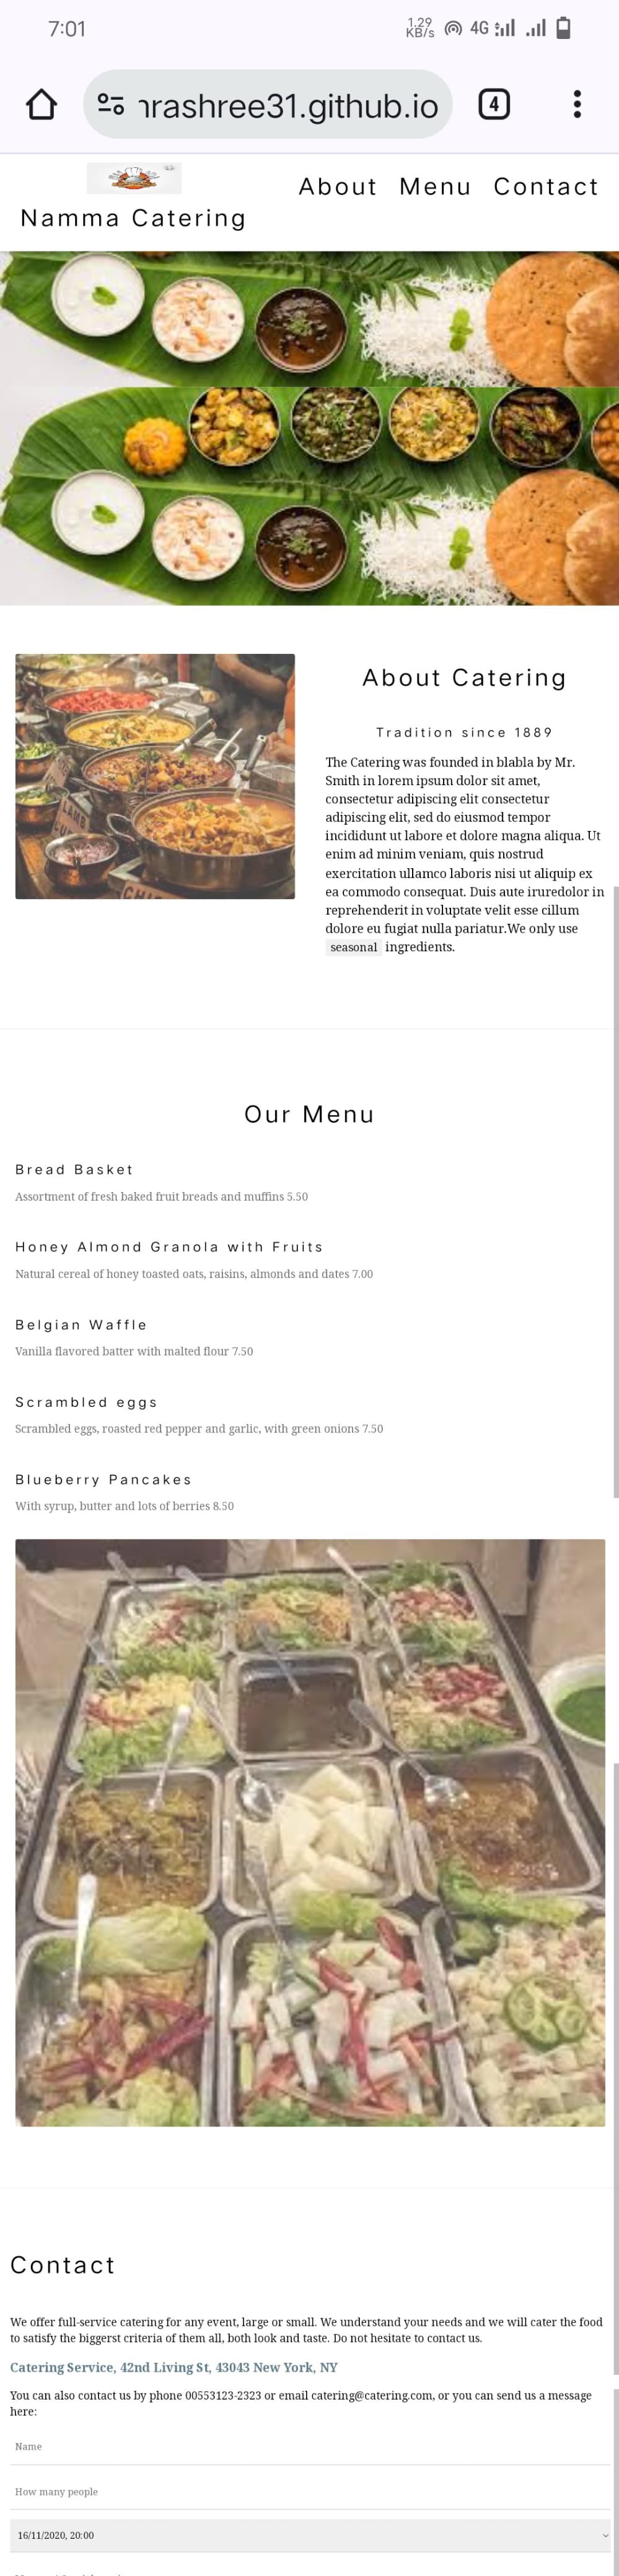 7:01
1.29
KB/s
4G
nrashree31.github.io
4
About Menu Contact
Namma Catering
About Catering
Tradition since 1889
The Catering was founded in blabla by Mr.
Smith in lorem ipsum dolor sit amet,
consectetur adipiscing elit consectetur
adipiscing elit, sed do eiusmod tempor
incididunt ut labore et dolore magna aliqua. Ut
enim ad minim veniam, quis nostrud
exercitation ullamco laboris nisi ut aliquip ex
ea commodo consequat. Duis aute iruredolor in
reprehenderit in voluptate velit esse cillum
dolore eu fugiat nulla pariatur.We only use
seasonal ingredients.
Our Menu
Bread Basket
Assortment of fresh baked fruit breads and muffins 5.50
Honey Almond Granola with Fruits
Natural cereal of honey toasted oats, raisins, almonds and dates 7.00
Belgian Waffle
Vanilla flavored batter with malted flour 7.50
Scrambled eggs
Scrambled eggs, roasted red pepper and garlic, with green onions 7.50
Blueberry Pancakes
With syrup, butter and lots of berries 8.50
Contact
We offer full-service catering for any event, large or small. We understand your needs and we will cater the food
to satisfy the biggerst criteria of them all, both look and taste. Do not hesitate to contact us.
Catering Service, 42nd Living St, 43043 New York, NY
You can also contact us by phone 00553123-2323 or email catering@catering.com, or you can send us a message
here:
Name
How many people
16/11/2020, 20:00